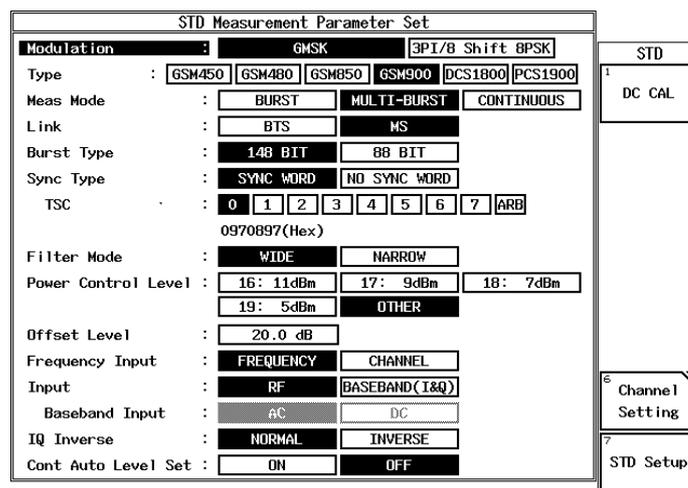 STD Measurement Parameter Set
Modulation : GMSK 3PI/8 Shift 8PSK
Type : GSM450 GSM480 GSM850 GSM900 DCS1800 PCS1900
Meas Mode : BURST MULTI-BURST CONTINUOUS
Link : BTS MS
Burst Type : 148 BIT 88 BIT
Sync Type : SYNC WORD NO SYNC WORD
TSC : 0 1 2 3 4 5 6 7 ARB
0970897(Hex)
Filter Mode : WIDE NARROW
Power Control Level : 16: 11dBm 17: 9dBm 18: 7dBm
19: 5dBm OTHER
Offset Level : 20.0 dB
Frequency Input : FREQUENCY CHANNEL
Input : RF BASEBAND(I&Q)
Baseband Input : AC DC
IQ Inverse : NORMAL INVERSE
Cont Auto Level Set : ON OFF
STD
1
DC CAL
6
Channel
Setting
7
STD Setup